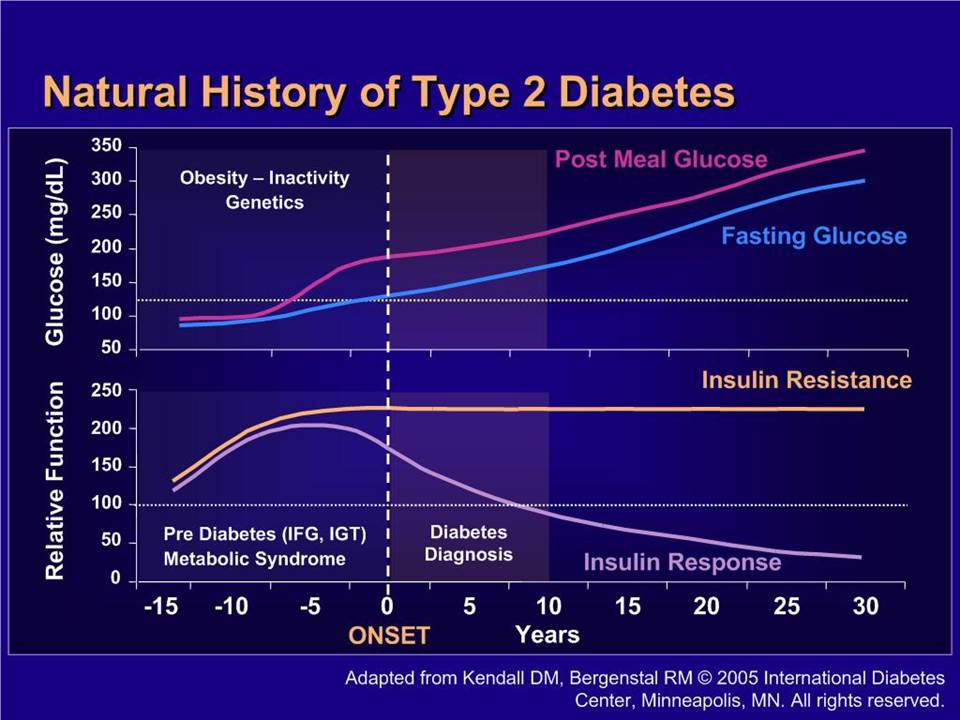 Natural History of Type 2 Diabetes
350
300
250
200
150
100
50
Glucose (mg/dL)
Obesity – Inactivity
Genetics
Post Meal Glucose
Fasting Glucose
250
200
150
100
50
0
Relative Function
Insulin Resistance
Pre Diabetes (IFG, IGT)
Metabolic Syndrome
Diabetes
Diagnosis
Insulin Response
-15 -10 -5 0 5 10 15 20 25 30
ONSET Years
Adapted from Kendall DM, Bergenstal RM © 2005 International Diabetes
Center, Minneapolis, MN. All rights reserved.